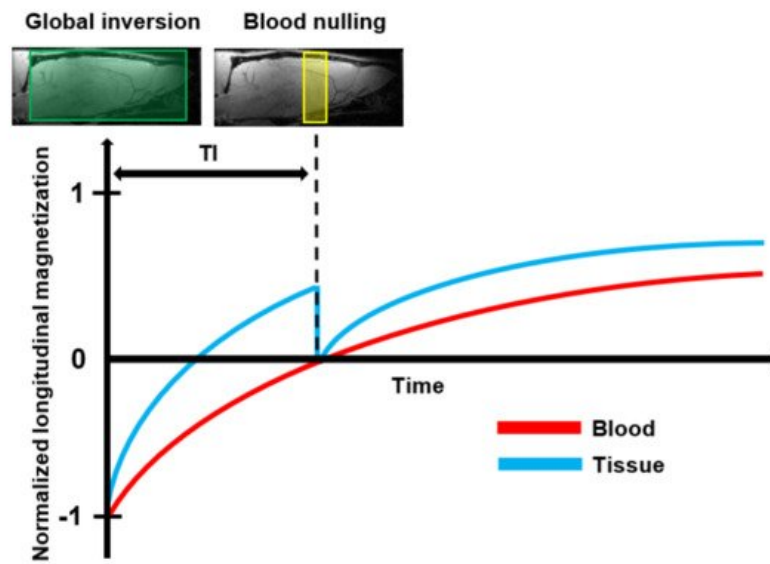 Global inversion
Blood nulling
TI
Normalized longitudinal magnetization
1
0
-1
Time
Blood
Tissue